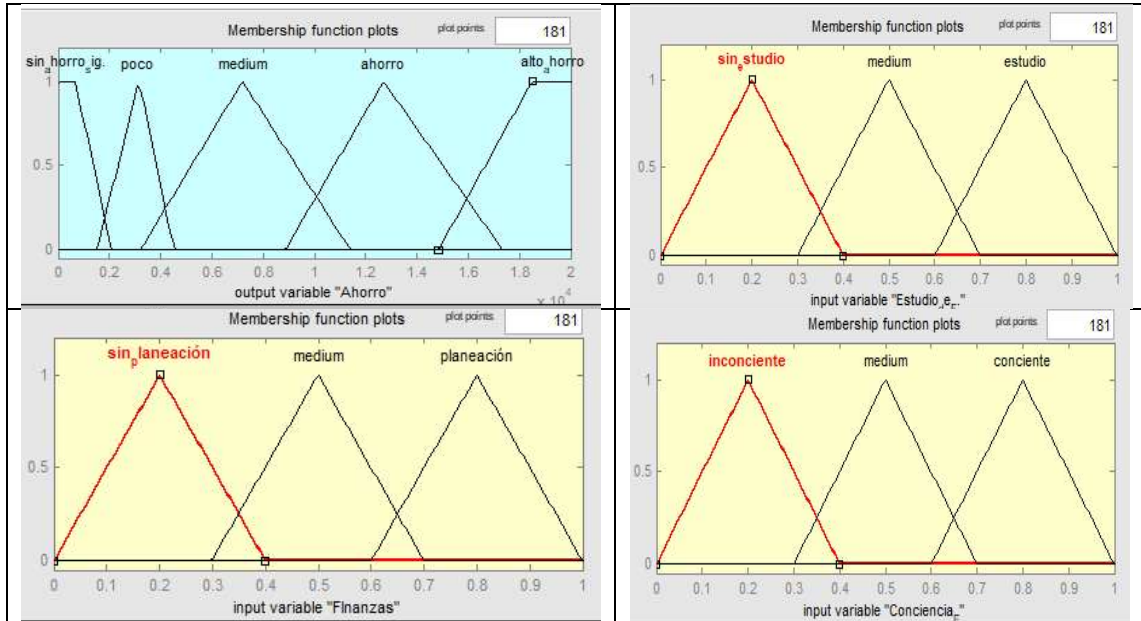 Membership function plots plot points: 181
sin_ahorro_sig. poco medium ahorro alto_ahorro
1
0.5
0
0 0.2 0.4 0.6 0.8 1 1.2 1.4 1.6 1.8 2
output variable "Ahorro"
x 10^4
Membership function plots plot points: 181
sin_estudio medium estudio
1
0.5
0
0 0.1 0.2 0.3 0.4 0.5 0.6 0.7 0.8 0.9 1
input variable "Estudio_de_F."
Membership function plots plot points: 181
sin_planeación medium planeación
1
0.5
0
0 0.1 0.2 0.3 0.4 0.5 0.6 0.7 0.8 0.9 1
input variable "FInanzas"
Membership function plots plot points: 181
inconciente medium conciente
1
0.5
0
0 0.1 0.2 0.3 0.4 0.5 0.6 0.7 0.8 0.9 1
input variable "Conciencia_F"